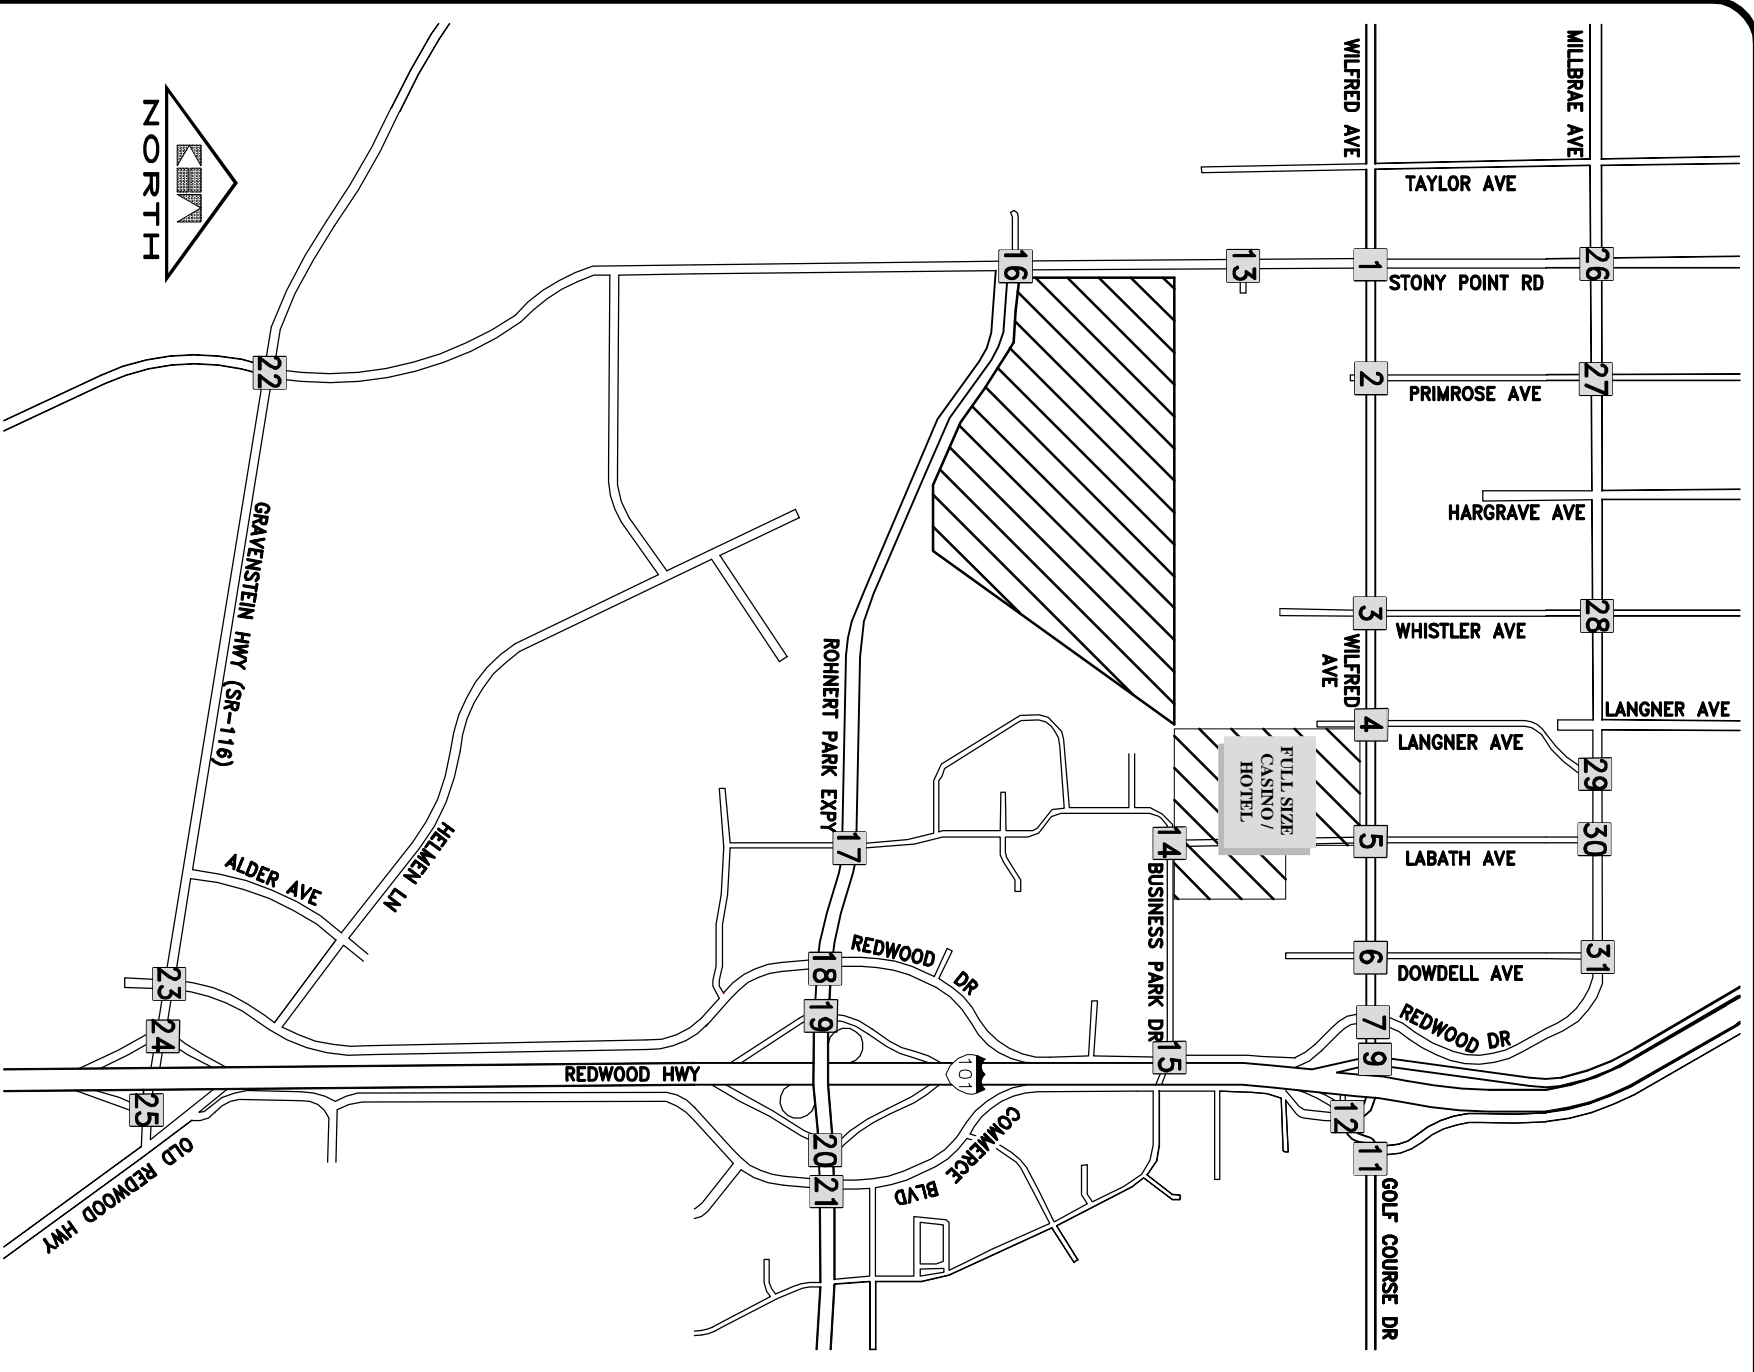 MILLBRAE AVE
WILFRED AVE
TAYLOR AVE
NORTH
16
13
1
STONY POINT RD
26
22
2
PRIMROSE AVE
27
HARGRAVE AVE
GRAVENSTEIN HWY (SR-116)
3
WHISTLER AVE
28
WILFRED
AVE
ROHNERT PARK EXPY
4
LANGNER AVE
LANGNER AVE
29
FULL SIZE
CASINO /
HOTEL
17
14
5
LABATH AVE
30
ALDER AVE
HELMEN LN
BUSINESS PARK DR
REDWOOD DR
18
6
DOWDELL AVE
31
23
19
7
REDWOOD DR
24
15
9
REDWOOD HWY
101
25
12
COMMERCE BLVD
20
11
21
OLD REDWOOD HWY
GOLF COURSE DR